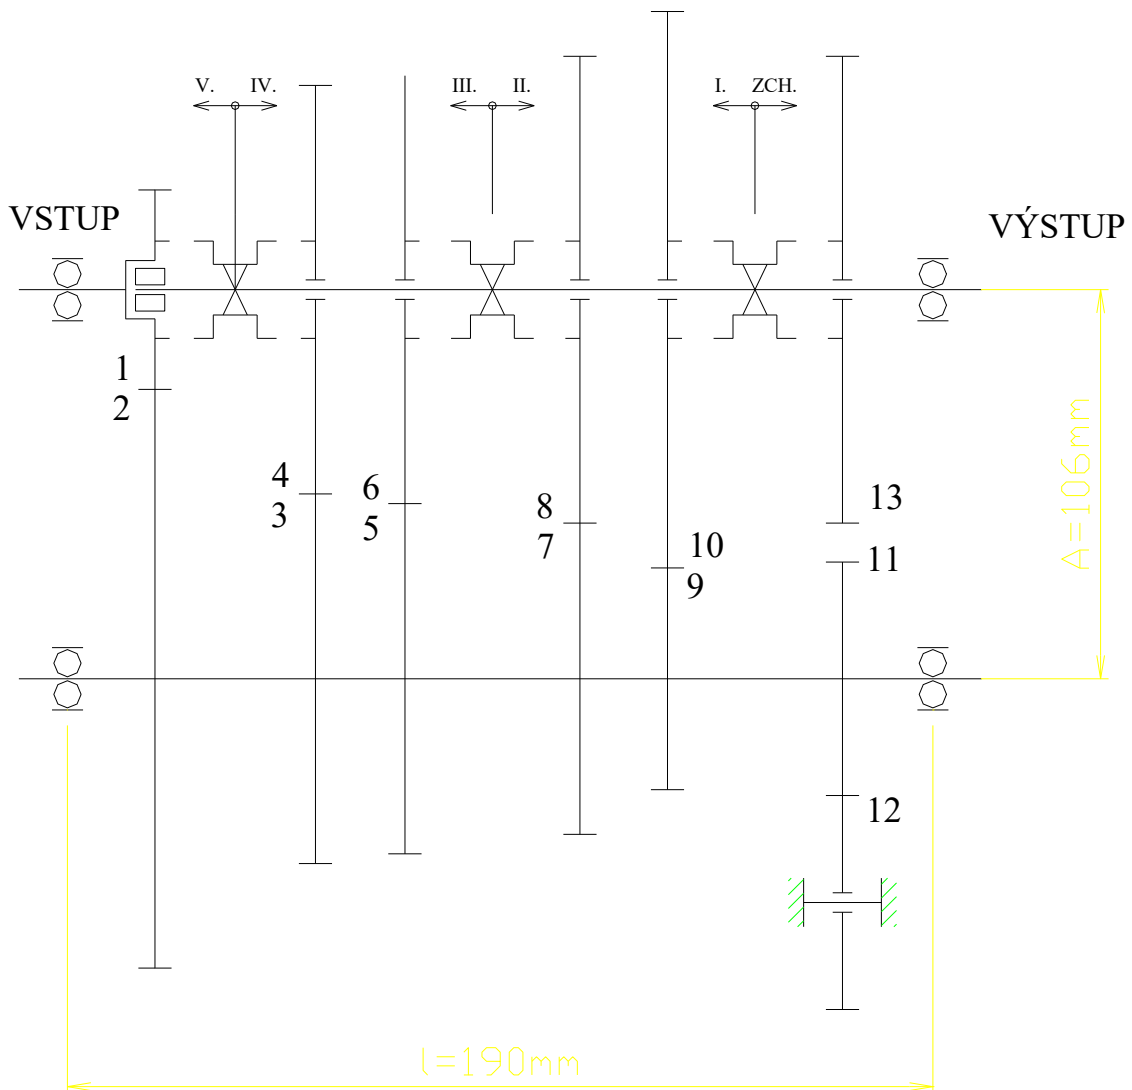 V. IV.
III. II.
I. ZCH.
VSTUP
VÝSTUP
1
2
4
3
6
5
8
7
10
9
13
11
12
A=106mm
l=190mm